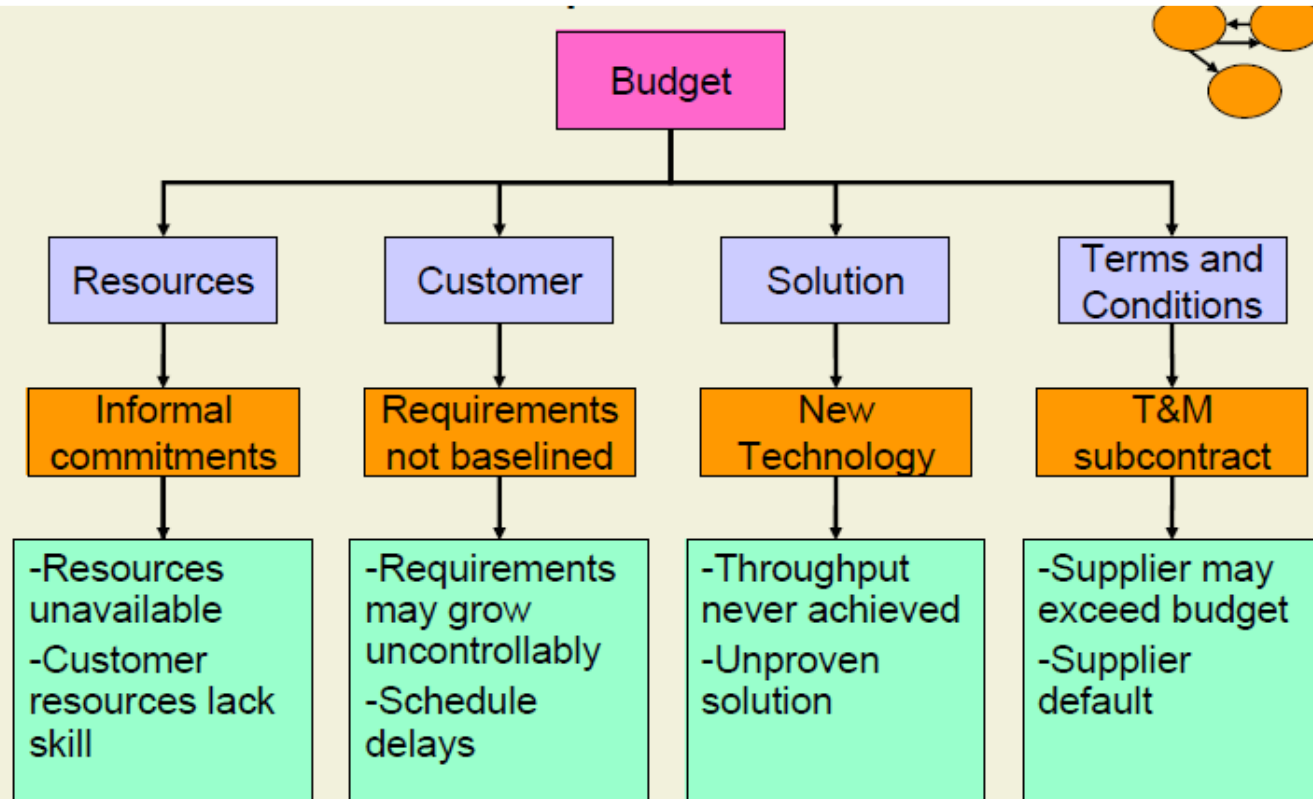 Budget
Resources
Customer
Solution
Terms and
Conditions
Informal
commitments
Requirements
not baselined
New
Technology
T&M
subcontract
-Resources
unavailable
-Customer
resources lack
skill
-Requirements
may grow
uncontrollably
-Schedule
delays
-Throughput
never achieved
-Unproven
solution
-Supplier may
exceed budget
-Supplier
default